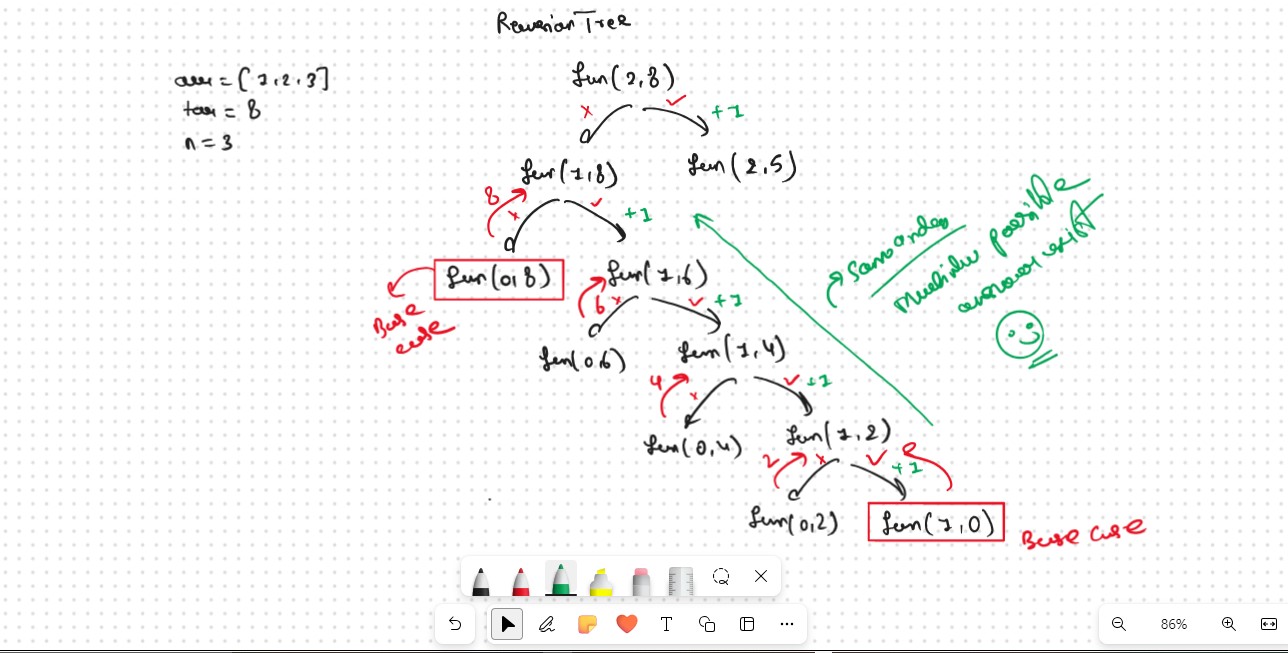 Recursion Tree
arr = [1,2,3]
tar = 8
n = 3
fun(2,8)
x ✓ +1
fun(1,8)
fun(2,5)
8 x ✓ +1
fun(0,8)
fun(1,6)
Base
case
6 x ✓ +1
fun(0,6)
fun(1,4)
4 x ✓ +1
fun(0,4)
fun(1,2)
2 x ✓ +1
fun(0,2)
fun(1,0)
Base case
Same order
possible
answer exist
T
86%